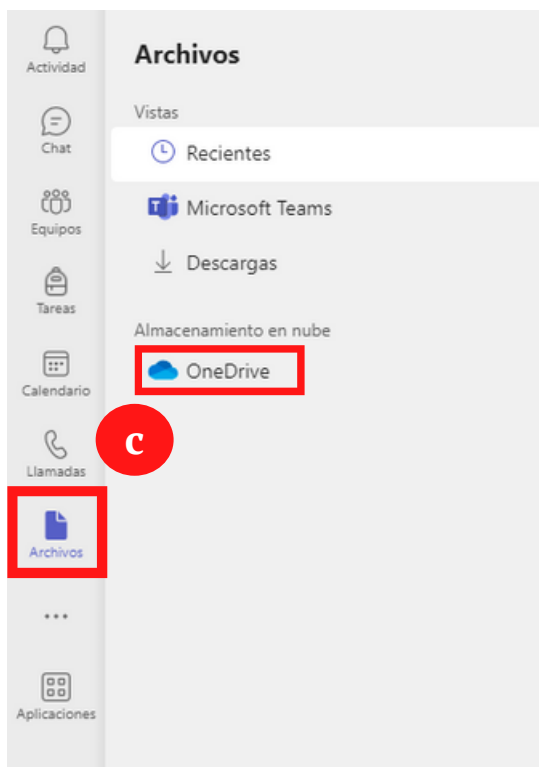 Actividad
Chat
Equipos
Tareas
Calendario
Llamadas
Archivos
Aplicaciones
Archivos
Vistas
Recientes
Microsoft Teams
Descargas
Almacenamiento en nube
OneDrive
c